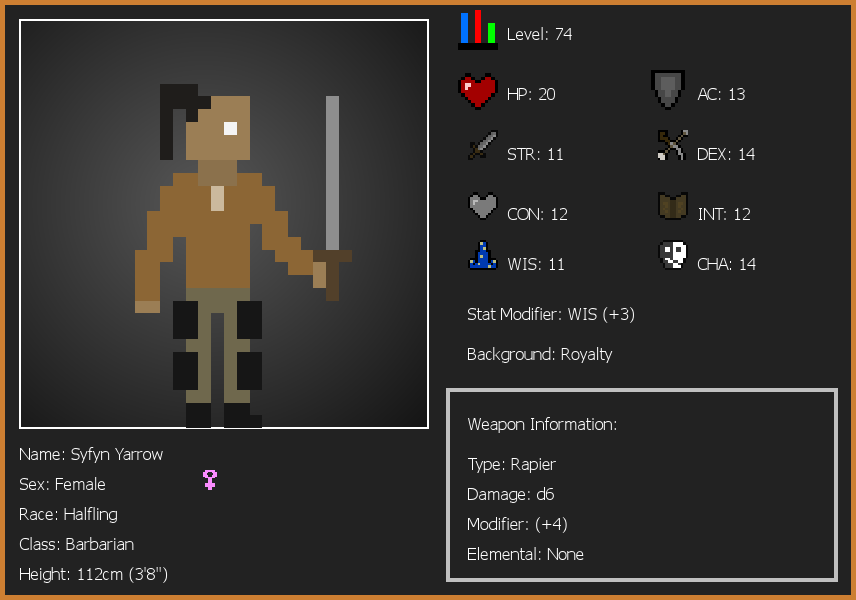 Level: 74
HP: 20
AC: 13
STR: 11
DEX: 14
CON: 12
INT: 12
WIS: 11
CHA: 14
Stat Modifier: WIS (+3)
Background: Royalty
Weapon Information:
Type: Rapier
Damage: d6
Modifier: (+4)
Elemental: None
Name: Syfyn Yarrow
Sex: Female
Race: Halfling
Class: Barbarian
Height: 112cm (3'8")